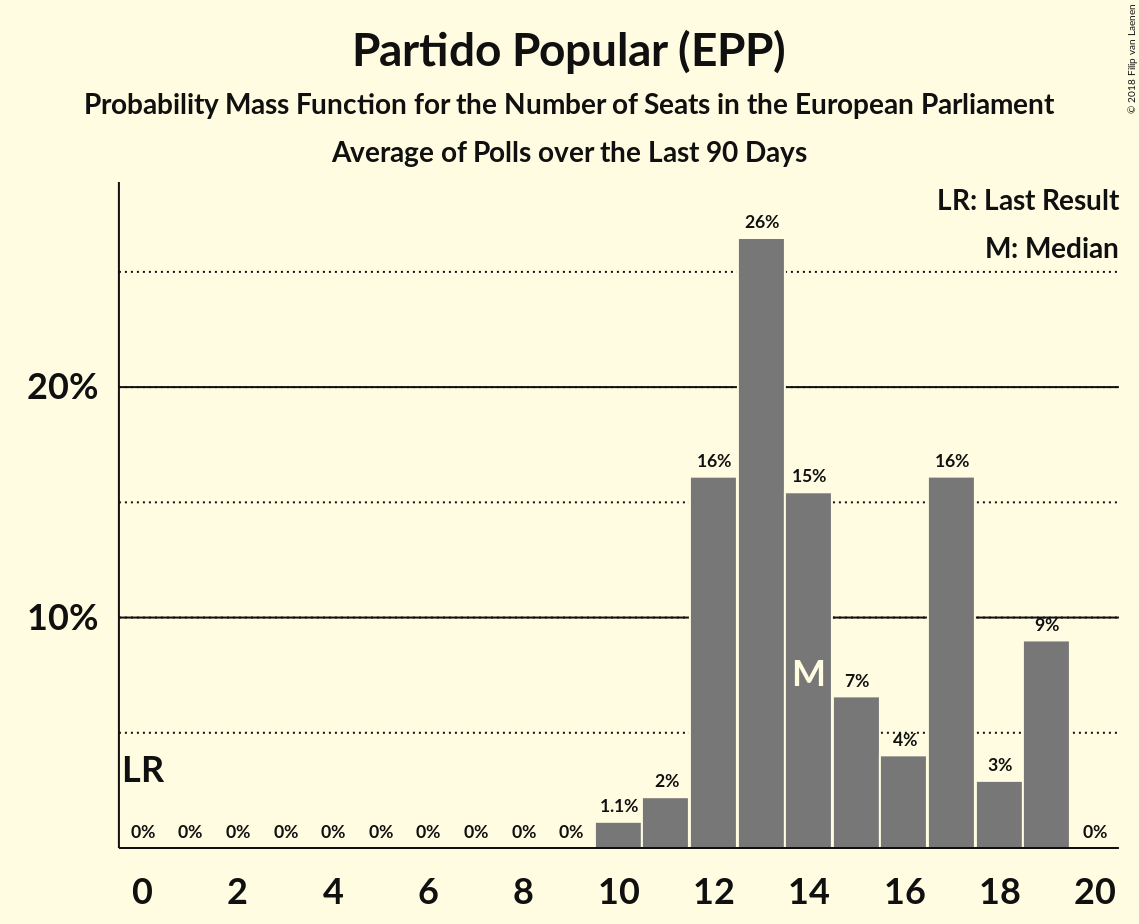 Partido Popular (EPP)
Probability Mass Function for the Number of Seats in the European Parliament
Average of Polls over the Last 90 Days
© 2018 Filip van Laenen
LR: Last Result
M: Median
26%
20%
16%
15%
16%
10%
9%
M
7%
4%
LR
3%
2%
1.1%
0% 0% 0% 0% 0% 0% 0% 0% 0% 0% 0%
0 2 4 6 8 10 12 14 16 18 20